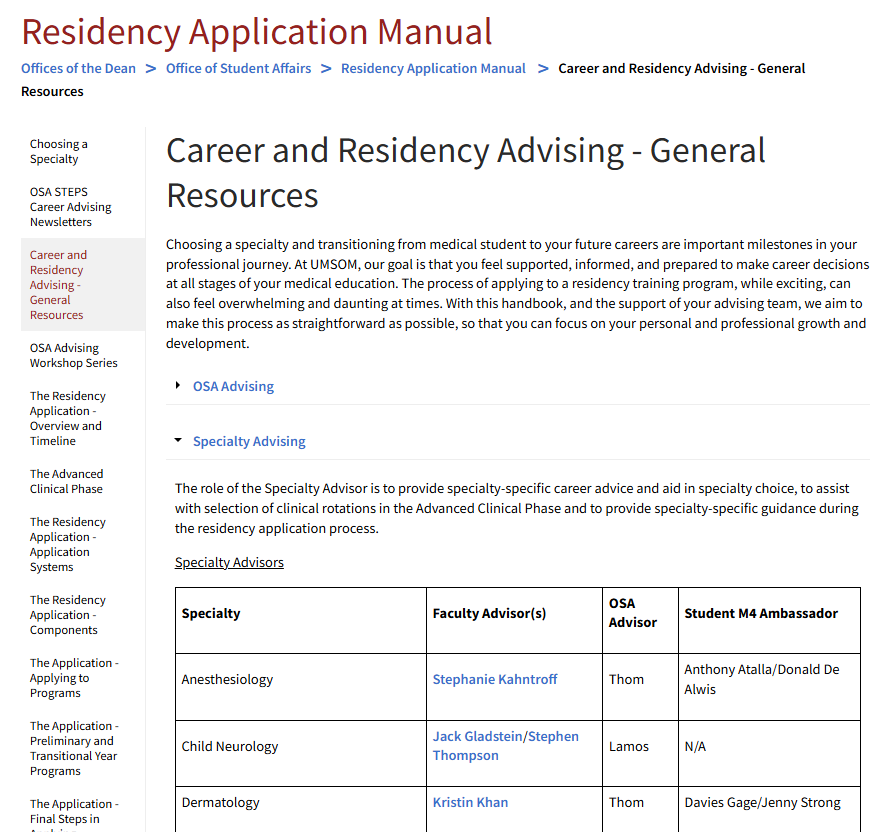 Residency Application Manual
Offices of the Dean > Office of Student Affairs > Residency Application Manual > Career and Residency Advising - General
Resources
Choosing a
Specialty
OSA STEPS
Career Advising
Newsletters
Career and
Residency
Advising -
General
Resources
OSA Advising
Workshop Series
The Residency
Application -
Overview and
Timeline
The Advanced
Clinical Phase
The Residency
Application -
Application
Systems
The Residency
Application -
Components
The Application -
Applying to
Programs
The Application -
Preliminary and
Transitional Year
Programs
The Application -
Final Steps in
Career and Residency Advising - General
Resources
Choosing a specialty and transitioning from medical student to your future careers are important milestones in your
professional journey. At UMSOM, our goal is that you feel supported, informed, and prepared to make career decisions
at all stages of your medical education. The process of applying to a residency training program, while exciting, can
also feel overwhelming and daunting at times. With this handbook, and the support of your advising team, we aim to
make this process as straightforward as possible, so that you can focus on your personal and professional growth and
development.
OSA Advising
Specialty Advising
The role of the Specialty Advisor is to provide specialty-specific career advice and aid in specialty choice, to assist
with selection of clinical rotations in the Advanced Clinical Phase and to provide specialty-specific guidance during
the residency application process.
Specialty Advisors
Specialty
Faculty Advisor(s)
OSA
Advisor
Student M4 Ambassador
Anesthesiology
Stephanie Kahntroff
Thom
Anthony Atalla/Donald De
Alwis
Child Neurology
Jack Gladstein/Stephen
Thompson
Lamos
N/A
Dermatology
Kristin Khan
Thom
Davies Gage/Jenny Strong